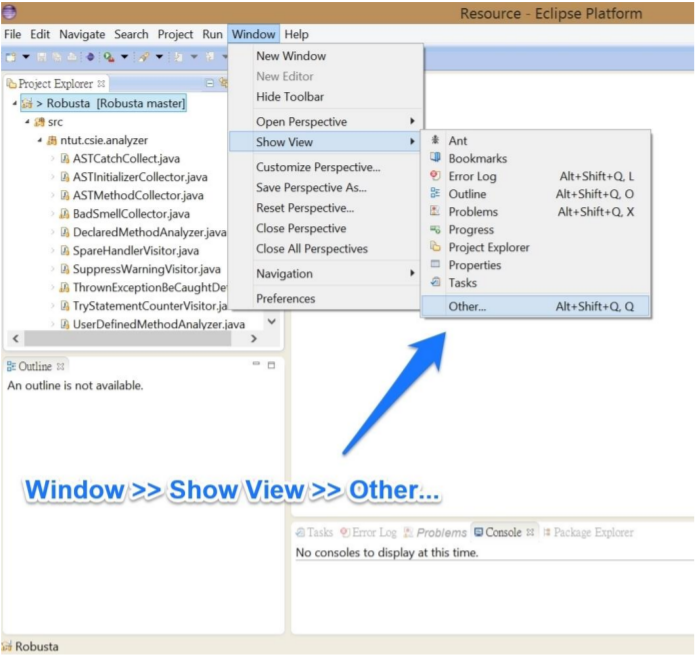 Resource - Eclipse Platform
File Edit Navigate Search Project Run Window Help
Project Explorer
> Robusta [Robusta master]
src
ntut.csie.analyzer
ASTCatchCollect.java
ASTInitializerCollector.java
ASTMethodCollector.java
BadSmellCollector.java
DeclaredMethodAnalyzer.java
SpareHandlerVisitor.java
SuppressWarningVisitor.java
ThrownExceptionBeCaughtDe
TryStatementCounterVisitor.ja
UserDefinedMethodAnalyzer.java
New Window
New Editor
Hide Toolbar
Open Perspective
Show View
Customize Perspective...
Save Perspective As...
Reset Perspective...
Close Perspective
Close All Perspectives
Navigation
Preferences
Ant
Bookmarks
Error Log Alt+Shift+Q, L
Outline Alt+Shift+Q, O
Problems Alt+Shift+Q, X
Progress
Project Explorer
Properties
Tasks
Other... Alt+Shift+Q, Q
Outline
An outline is not available.
Window >> Show View >> Other...
Tasks Error Log Problems Console Package Explorer
No consoles to display at this time.
Robusta